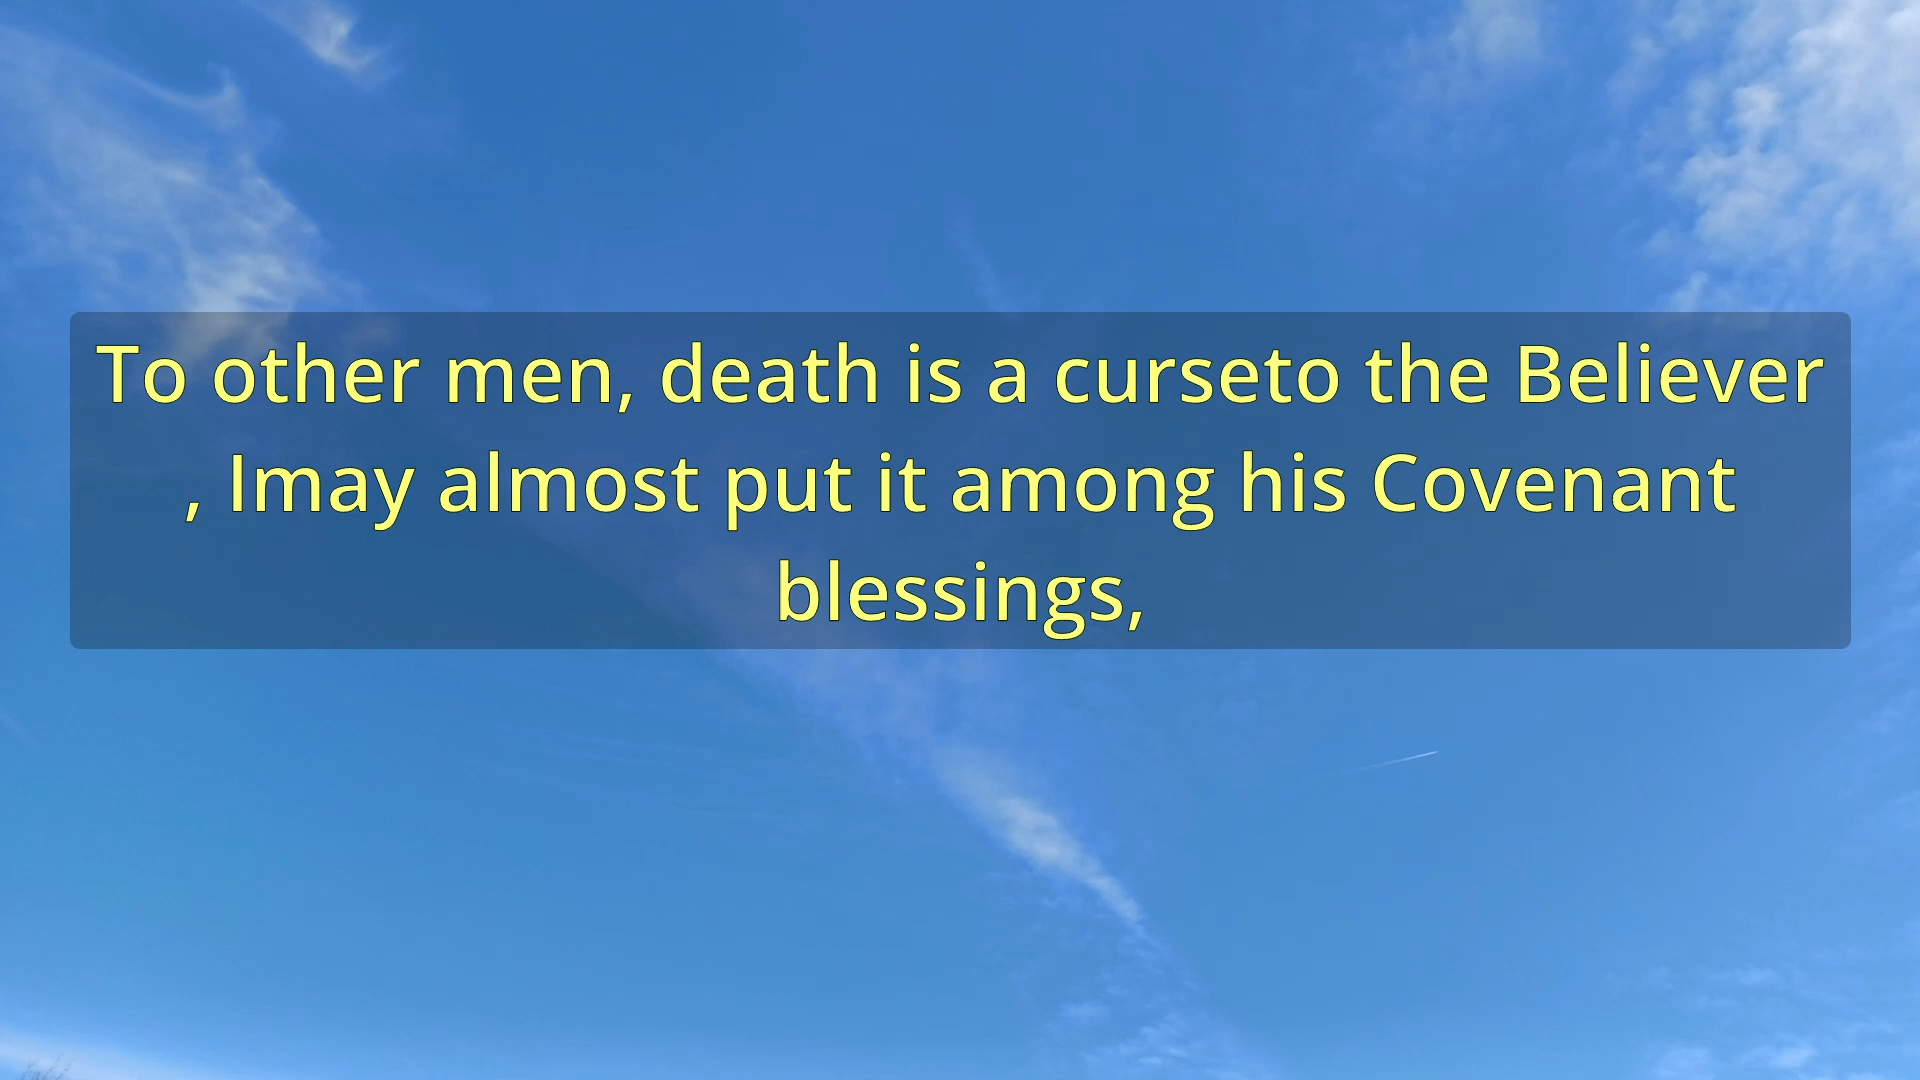 To other men, death is a curseto the Believer
, Imay almost put it among his Covenant
blessings,